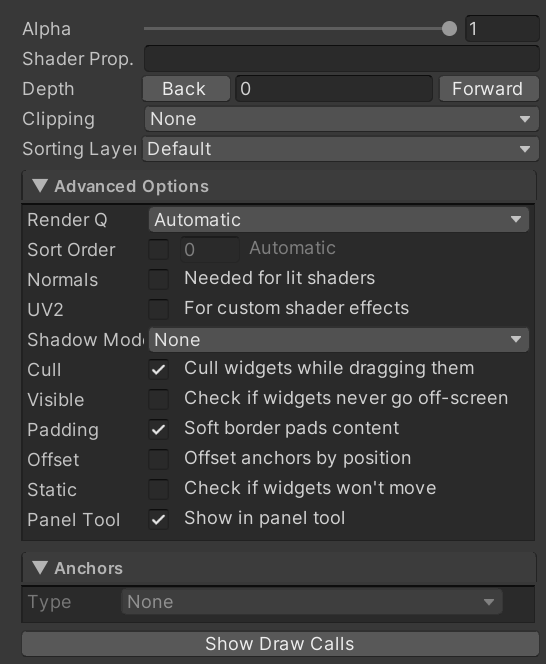 Alpha 1
Shader Prop.
Depth Back 0 Forward
Clipping None
Sorting Layer Default
Advanced Options
Render Q Automatic
Sort Order 0 Automatic
Normals Needed for lit shaders
UV2 For custom shader effects
Shadow Mod None
Cull Cull widgets while dragging them
Visible Check if widgets never go off-screen
Padding Soft border pads content
Offset Offset anchors by position
Static Check if widgets won't move
Panel Tool Show in panel tool
Anchors
Type None
Show Draw Calls